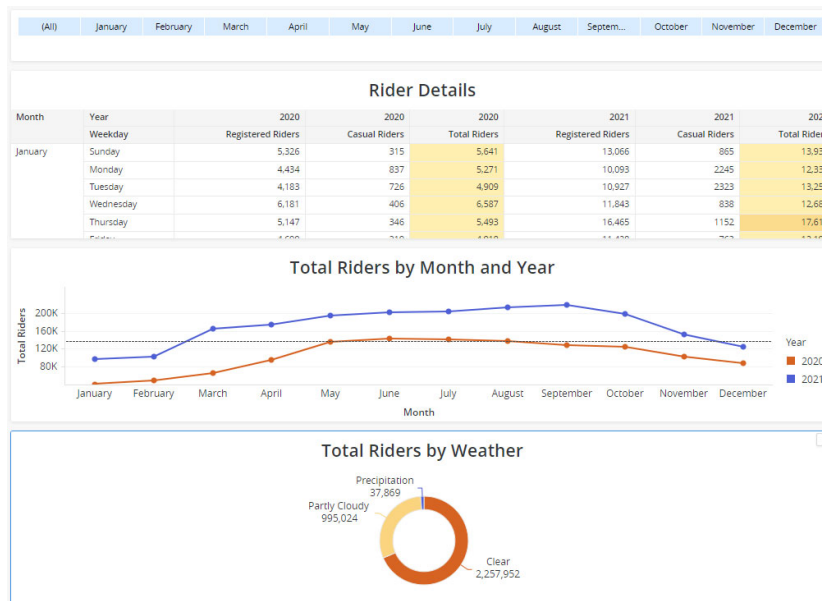 (All) January February March April May June July August Septem... October November December
Rider Details
Month Year 2020 2020 2020 2021 2021
Weekday Registered Riders Casual Riders Total Riders Registered Riders Casual Riders Total
January Sunday 5,326 315 5,641 13,066 865
Monday 4,434 837 5,271 10,093 2245
Tuesday 4,183 726 4,909 10,927 2323
Wednesday 6,181 406 6,587 11,843 838
Thursday 5,147 346 5,493 16,465 1152
Total Riders by Month and Year
200K
160K
120K
80K
Total Riders
Year
2020
2021
January February March April May June July August September October November December
Month
Total Riders by Weather
Precipitation
37,869
Partly Cloudy
995,024
Clear
2,257,952